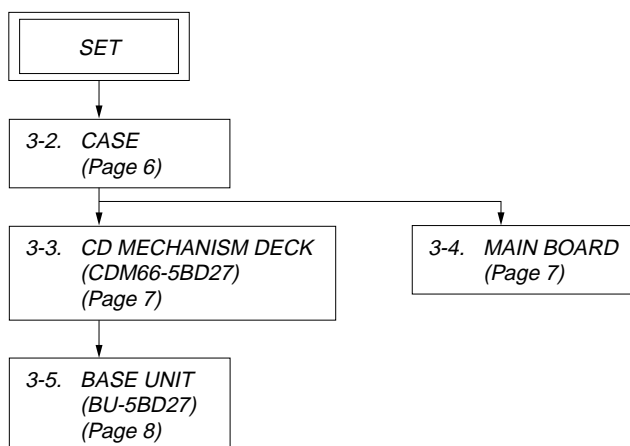 SET
3-2. CASE
(Page 6)
3-3. CD MECHANISM DECK
(CDM66-5BD27)
(Page 7)
3-4. MAIN BOARD
(Page 7)
3-5. BASE UNIT
(BU-5BD27)
(Page 8)